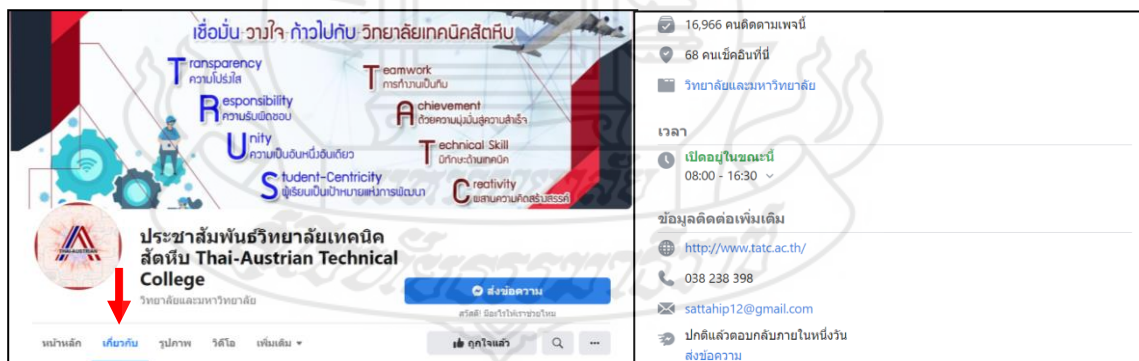 เชื่อมั่น วางใจ ก้าวไปกับ วิทยาลัยเทคนิคสัตหีบ
Transparency
ความโปร่งใส
Responsibility
ความรับผิดชอบ
Unity
ความเป็นอันหนึ่งอันเดียว
Student-Centricity
ผู้เรียนเป็นเป้าหมายแห่งการพัฒนา
Teamwork
การทำงานเป็นทีม
Achievement
ด้วยความมุ่งมั่นสู่ความสำเร็จ
Technical Skill
มีทักษะด้านเทคนิค
Creativity
ผสานความคิดสร้างสรรค์
THAI-AUSTRIAN
ประชาสัมพันธ์วิทยาลัยเทคนิค
สัตหีบ Thai-Austrian Technical
College
วิทยาลัยและมหาวิทยาลัย
ส่งข้อความ
สวัสดี! มีอะไรให้เราช่วยไหม
หน้าหลัก เกี่ยวกับ รูปภาพ วิดีโอ เพิ่มเติม ถูกใจแล้ว
16,966 คนติดตามเพจนี้
68 คนเช็คอินที่นี่
วิทยาลัยและมหาวิทยาลัย
เวลา
เปิดอยู่ในขณะนี้
08:00 - 16:30
ข้อมูลติดต่อเพิ่มเติม
http://www.tatc.ac.th/
038 238 398
sattahip12@gmail.com
ปกติแล้วตอบกลับภายในหนึ่งวัน
ส่งข้อความ